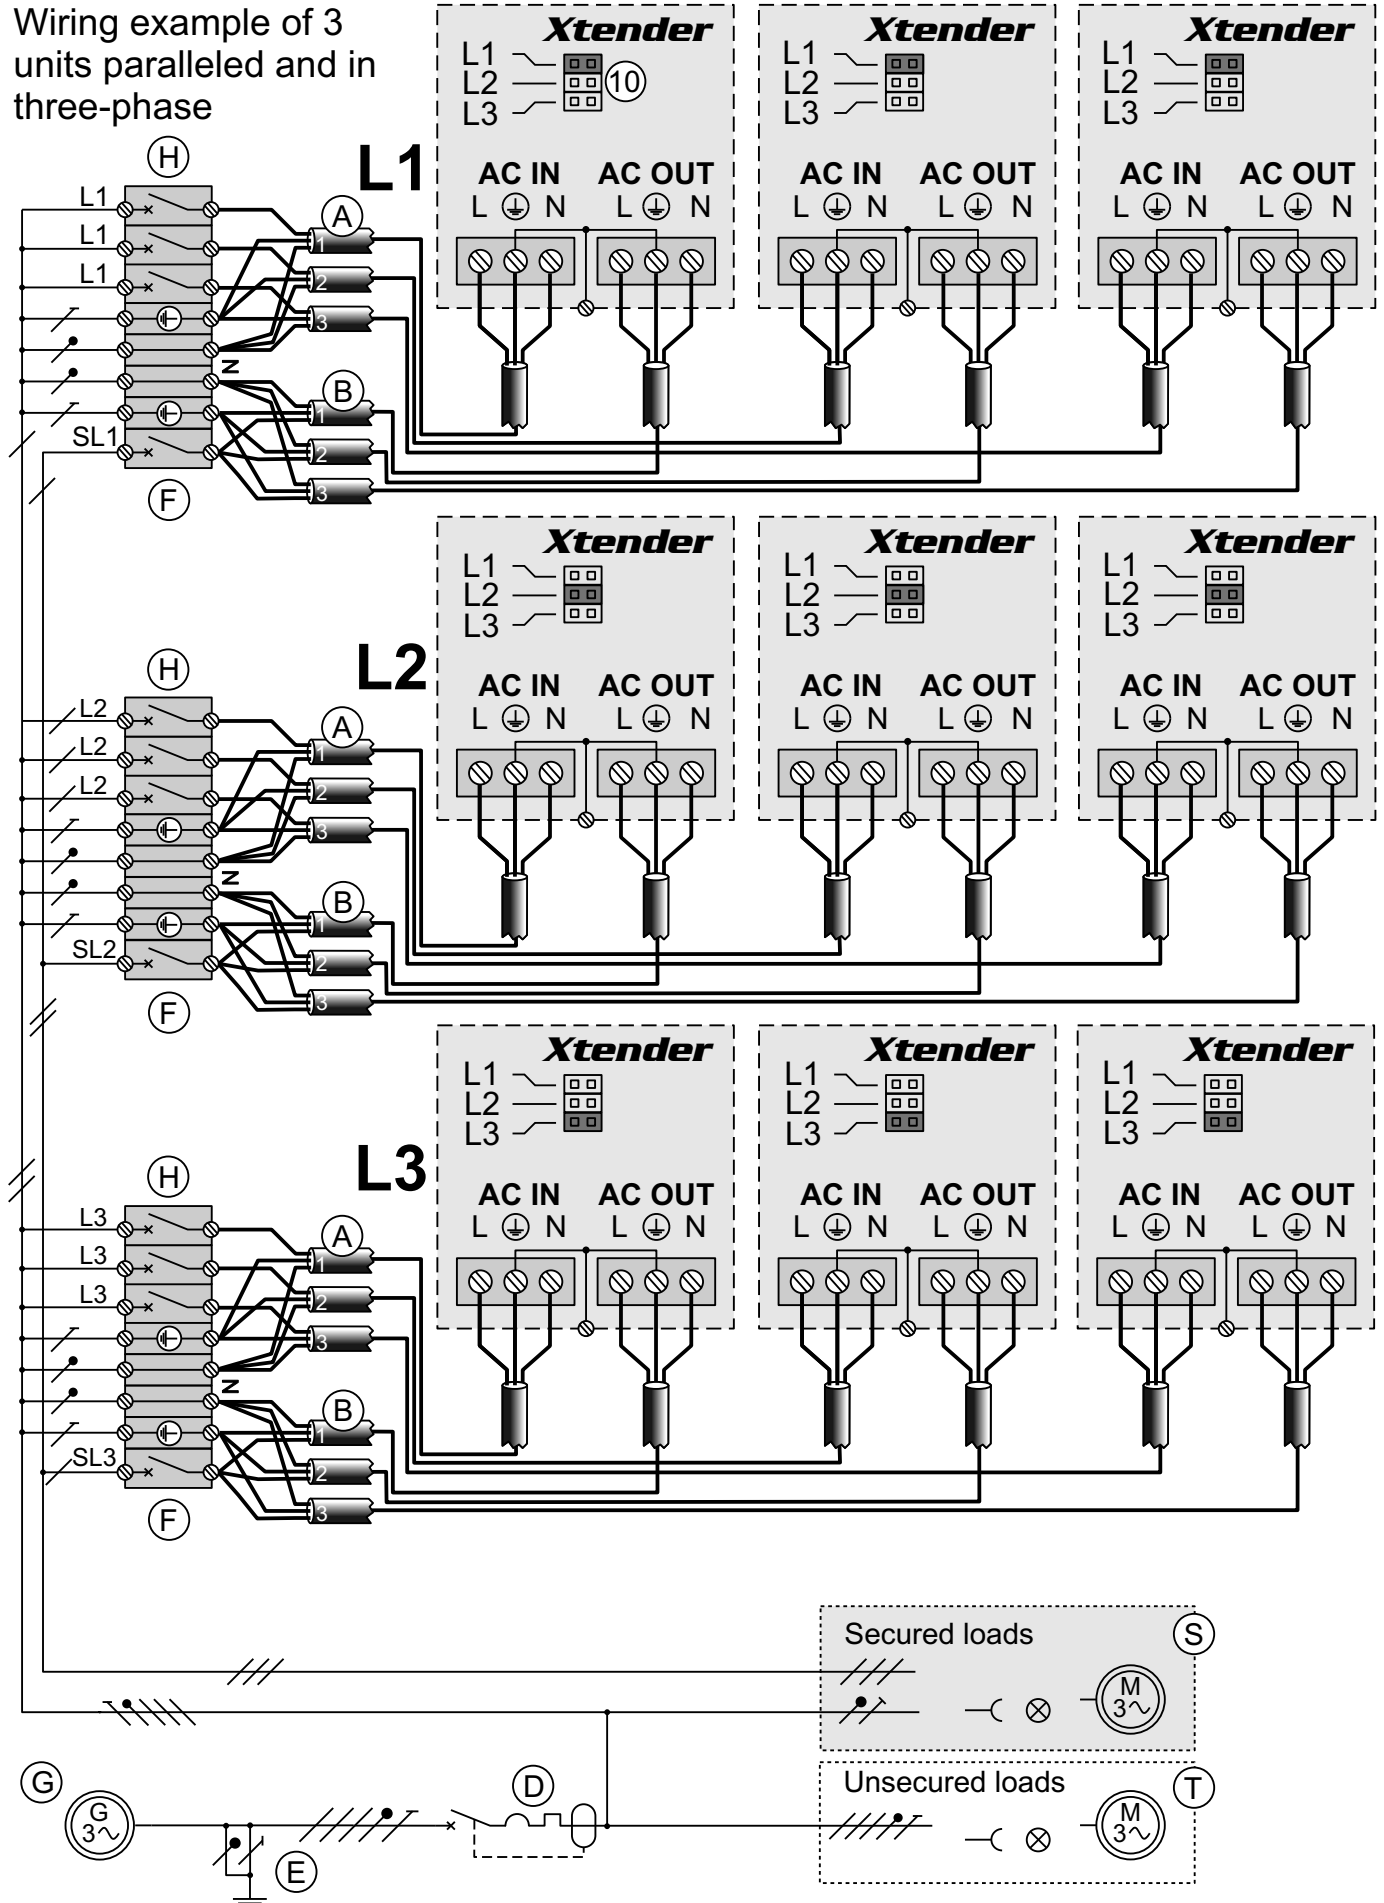 Wiring example of 3
units paralleled and in
three-phase
Xtender Xtender Xtender
L1 L1 L1
L2 10 L2 L2
L3 L3 L3
H
L1
AC IN AC OUT AC IN AC OUT AC IN AC OUT
L N L N L N L N L N L N
L1
L1
L1
A
1
2
3
N
B
1
2
3
SL1
F
Xtender Xtender Xtender
L1 L1 L1
L2 L2 L2
L3 L3 L3
H
L2
AC IN AC OUT AC IN AC OUT AC IN AC OUT
L N L N L N L N L N L N
L2
L2
L2
A
1
2
3
N
B
1
2
3
SL2
F
Xtender Xtender Xtender
L1 L1 L1
L2 L2 L2
L3 L3 L3
H
L3
AC IN AC OUT AC IN AC OUT AC IN AC OUT
L N L N L N L N L N L N
L3
L3
L3
A
1
2
3
N
B
1
2
3
SL3
F
Secured loads S
M
3
Unsecured loads T
M
3
G
G
3
D
E